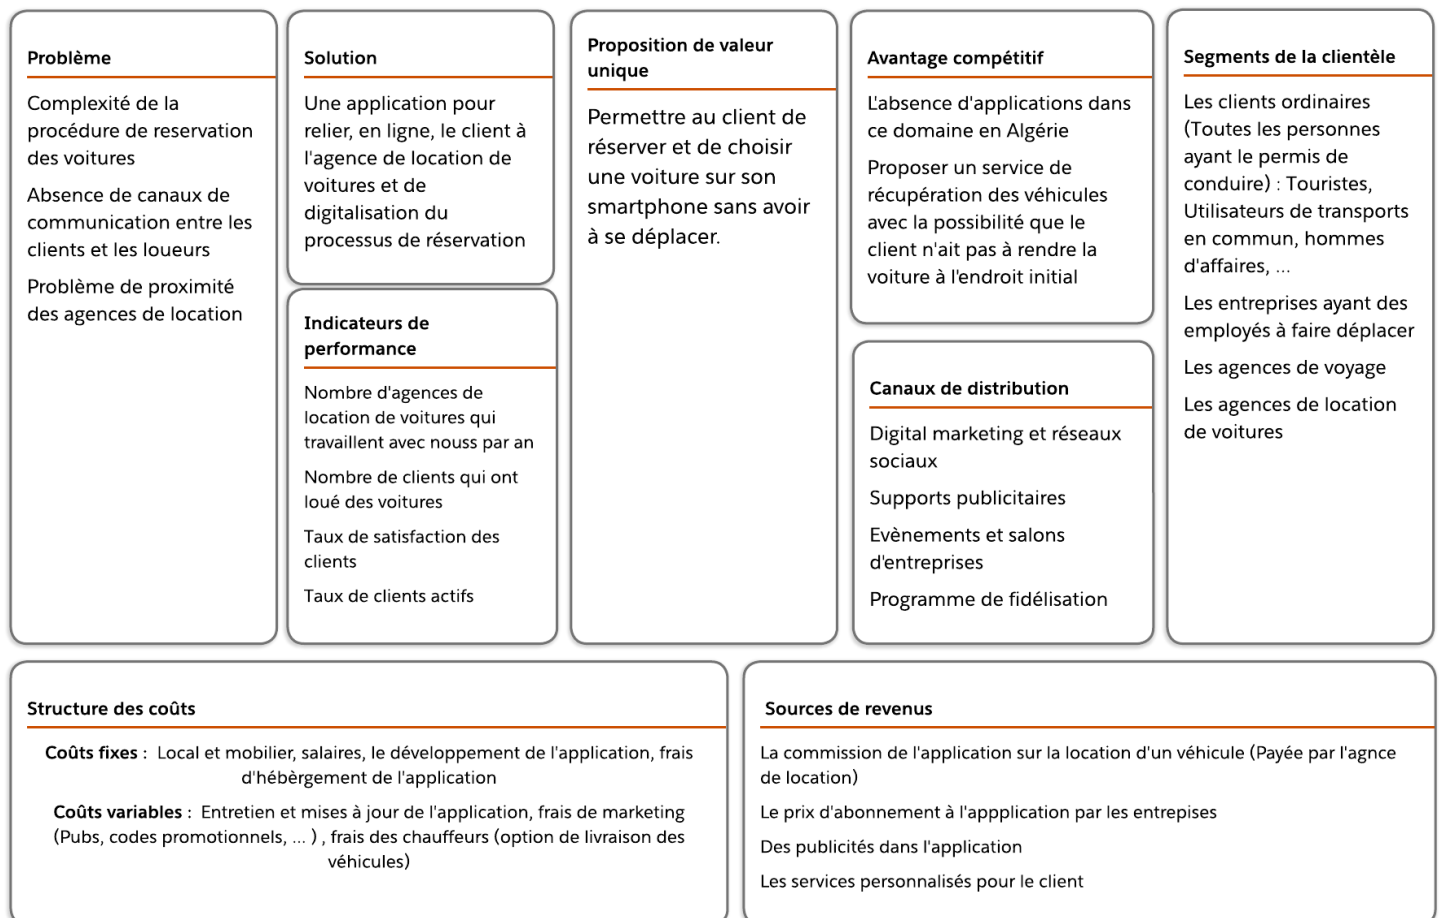 Problème
Complexité de la
procédure de reservation
des voitures
Absence de canaux de
communication entre les
clients et les loueurs
Problème de proximité
des agences de location
Solution
Une application pour
relier, en ligne, le client à
l'agence de location de
voitures et de
digitalisation du
processus de réservation
Indicateurs de
performance
Nombre d'agences de
location de voitures qui
travaillent avec nouss par an
Nombre de clients qui ont
loué des voitures
Taux de satisfaction des
clients
Taux de clients actifs
Proposition de valeur
unique
Permettre au client de
réserver et de choisir
une voiture sur son
smartphone sans avoir
à se déplacer.
Avantage compétitif
L'absence d'applications dans
ce domaine en Algérie
Proposer un service de
récupération des véhicules
avec la possibilité que le
client n'ait pas à rendre la
voiture à l'endroit initial
Canaux de distribution
Digital marketing et réseaux
sociaux
Supports publicitaires
Evènements et salons
d'entreprises
Programme de fidélisation
Segments de la clientèle
Les clients ordinaires
(Toutes les personnes
ayant le permis de
conduire) : Touristes,
Utilisateurs de transports
en commun, hommes
d'affaires, ...
Les entreprises ayant des
employés à faire déplacer
Les agences de voyage
Les agences de location
de voitures
Structure des coûts
Coûts fixes : Local et mobilier, salaires, le développement de l'application, frais
d'hébèrgement de l'application
Coûts variables : Entretien et mises à jour de l'application, frais de marketing
(Pubs, codes promotionnels, ... ) , frais des chauffeurs (option de livraison des
véhicules)
Sources de revenus
La commission de l'application sur la location d'un véhicule (Payée par l'agnce
de location)
Le prix d'abonnement à l'appplication par les entrepises
Des publicités dans l'application
Les services personnalisés pour le client